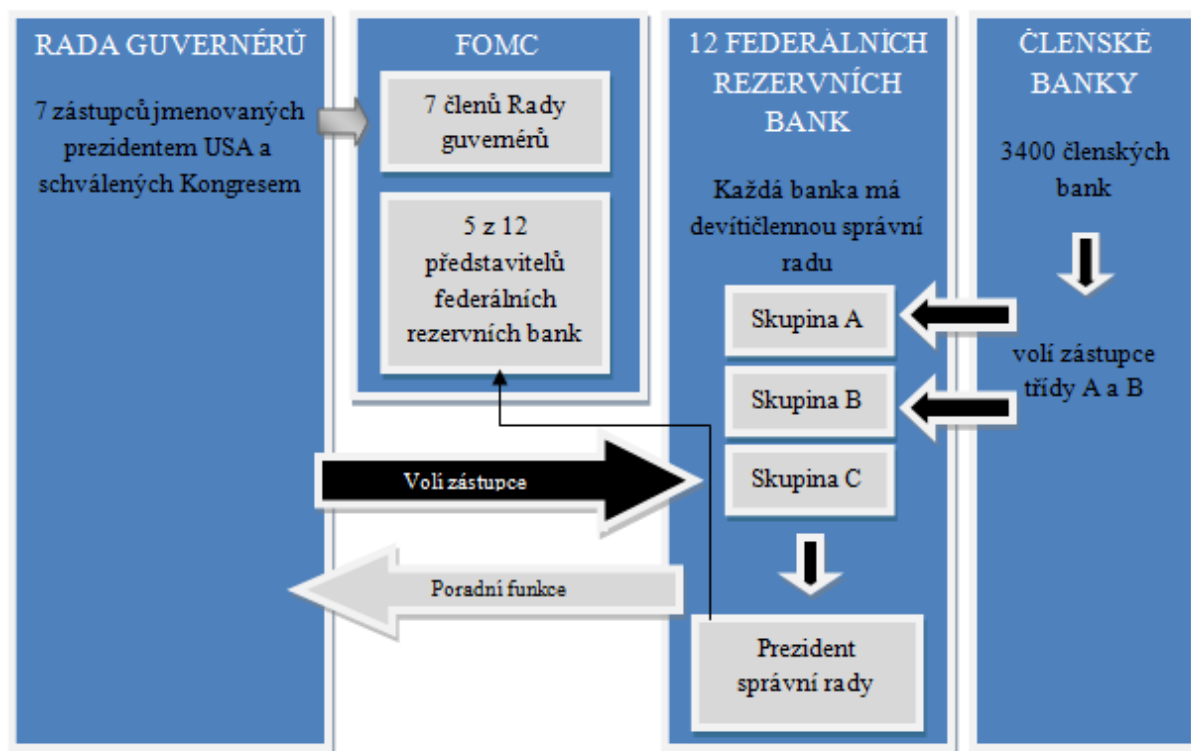 RADA GUVERNÉRŮ
7 zástupců jmenovaných
prezidentem USA a
schválených Kongresem
FOMC
7 členů Rady
guvernérů
5 z 12
představitelů
federálních
rezervních bank
12 FEDERÁLNÍCH
REZERVNÍCH
BANK
Každá banka má
devítičlennou správní
radu
Skupina A
Skupina B
Skupina C
Prezident
správní rady
ČLENSKÉ
BANKY
3400 členských
bank
volí zástupce
třídy A a B
Volí zástupce
Poradní funkce